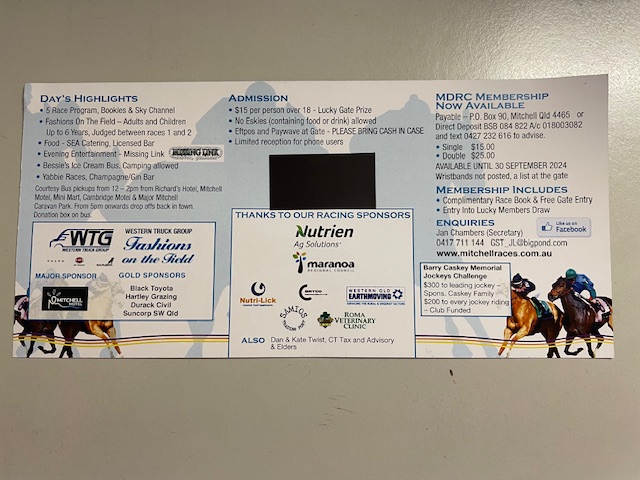 DAY'S HIGHLIGHTS
• 5 Race Program, Bookies & Sky Channel
• Fashions On The Field – Adults and Children
Up to 6 Years, Judged between races 1 and 2
• Food - SEA Catering, Licensed Bar
• Evening Entertainment - Missing Link MISSING LINK
• Bessie's Ice Cream Bus, Camping allowed
• Yabbie Races, Champagne/Gin Bar
Courtesy Bus pickups from 12 – 2pm from Richard's Hotel, Mitchell
Motel, Mini Mart, Cambridge Motel & Major Mitchell
Caravan Park. From 5pm onwards drop offs back in town.
Donation box on bus.
WTG
WESTERN TRUCK GROUP
WESTERN TRUCK GROUP
Fashions
on the Field
MAJOR SPONSOR
MITCHELL
GOLD SPONSORS
Black Toyota
Hartley Grazing
Durack Civil
Suncorp SW Qld
ADMISSION
• $15 per person over 18 - Lucky Gate Prize
• No Eskies (containing food or drink) allowed
• Eftpos and Paywave at Gate - PLEASE BRING CASH IN CASE
• Limited reception for phone users
THANKS TO OUR RACING SPONSORS
Nutrien
Ag Solutions
maranoa
REGIONAL COUNCIL
Nutri-Lick
WESTERN QLD
EARTHMOVING
SAMIOS
ROMA
VETERINARY
CLINIC
ALSO Dan & Kate Twist, CT Tax and Advisory
& Elders
MDRC MEMBERSHIP
NOW AVAILABLE
Payable – P.O. Box 90, Mitchell Qld 4465 or
Direct Deposit BSB 084 822 A/c 018003082
and text 0427 232 616 to advise.
• Single $15.00
• Double $25.00
AVAILABLE UNTIL 30 SEPTEMBER 2024
Wristbands not posted, a list at the gate
MEMBERSHIP INCLUDES
• Complimentary Race Book & Free Gate Entry
• Entry Into Lucky Members Draw
ENQUIRIES
Jan Chambers (Secretary)
0417 711 144 GST_JL@bigpond.com
www.mitchellraces.com.au
Like us on
Facebook
Barry Caskey Memorial
Jockeys Challenge
$300 to leading jockey -
Spons. Caskey Family
$200 to every jockey riding
- Club Funded